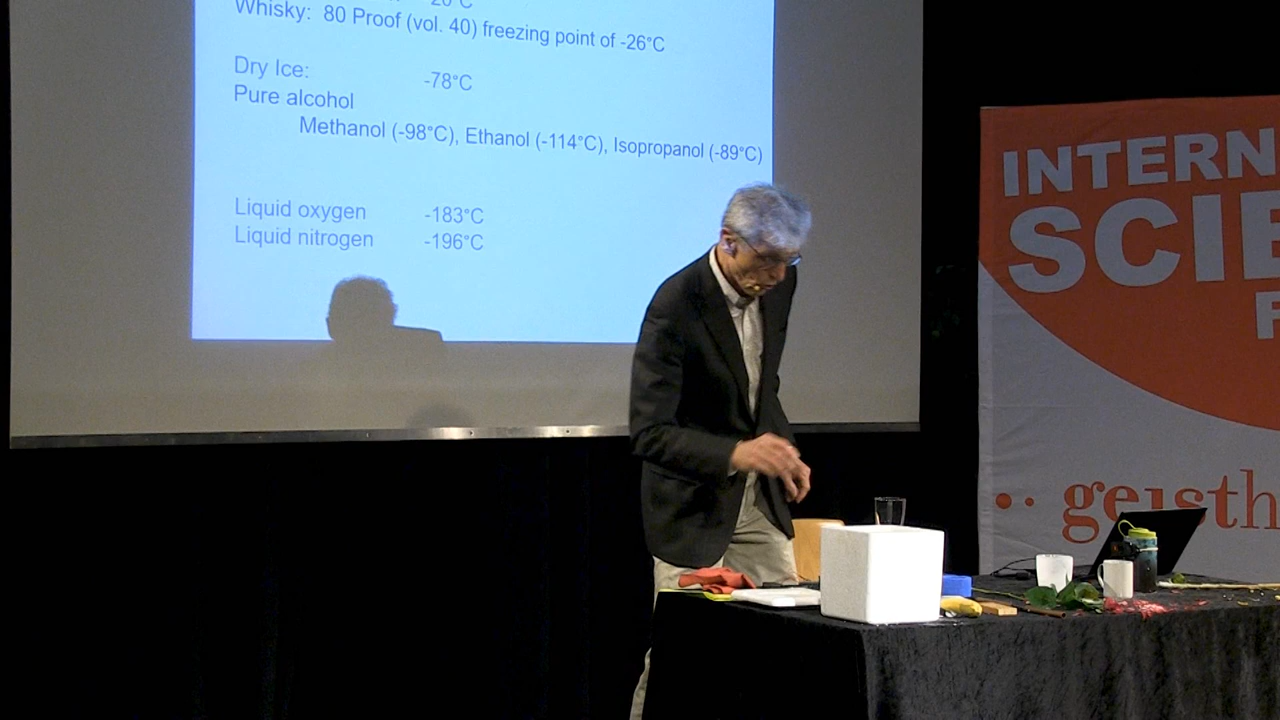 20°C
Whisky: 80 Proof (vol. 40) freezing point of -26°C
Dry Ice: -78°C
Pure alcohol
Methanol (-98°C), Ethanol (-114°C), Isopropanol (-89°C)
Liquid oxygen -183°C
Liquid nitrogen -196°C
INTERN
SCIE
F
geisth